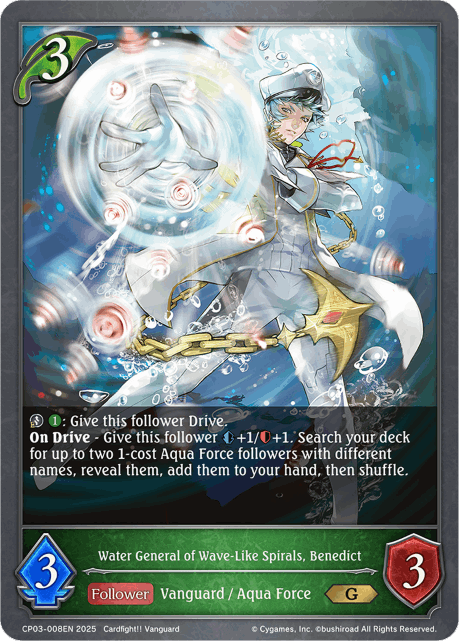 3
1 : Give this follower Drive.
On Drive - Give this follower +1/+1. Search your deck
for up to two 1-cost Aqua Force followers with different
names, reveal them, add them to your hand, then shuffle.
Water General of Wave-Like Spirals, Benedict
3
Follower Vanguard / Aqua Force G
3
CP03-008EN 2025 Cardfight!! Vanguard © Cygames, Inc. ©bushiroad All Rights Reserved.